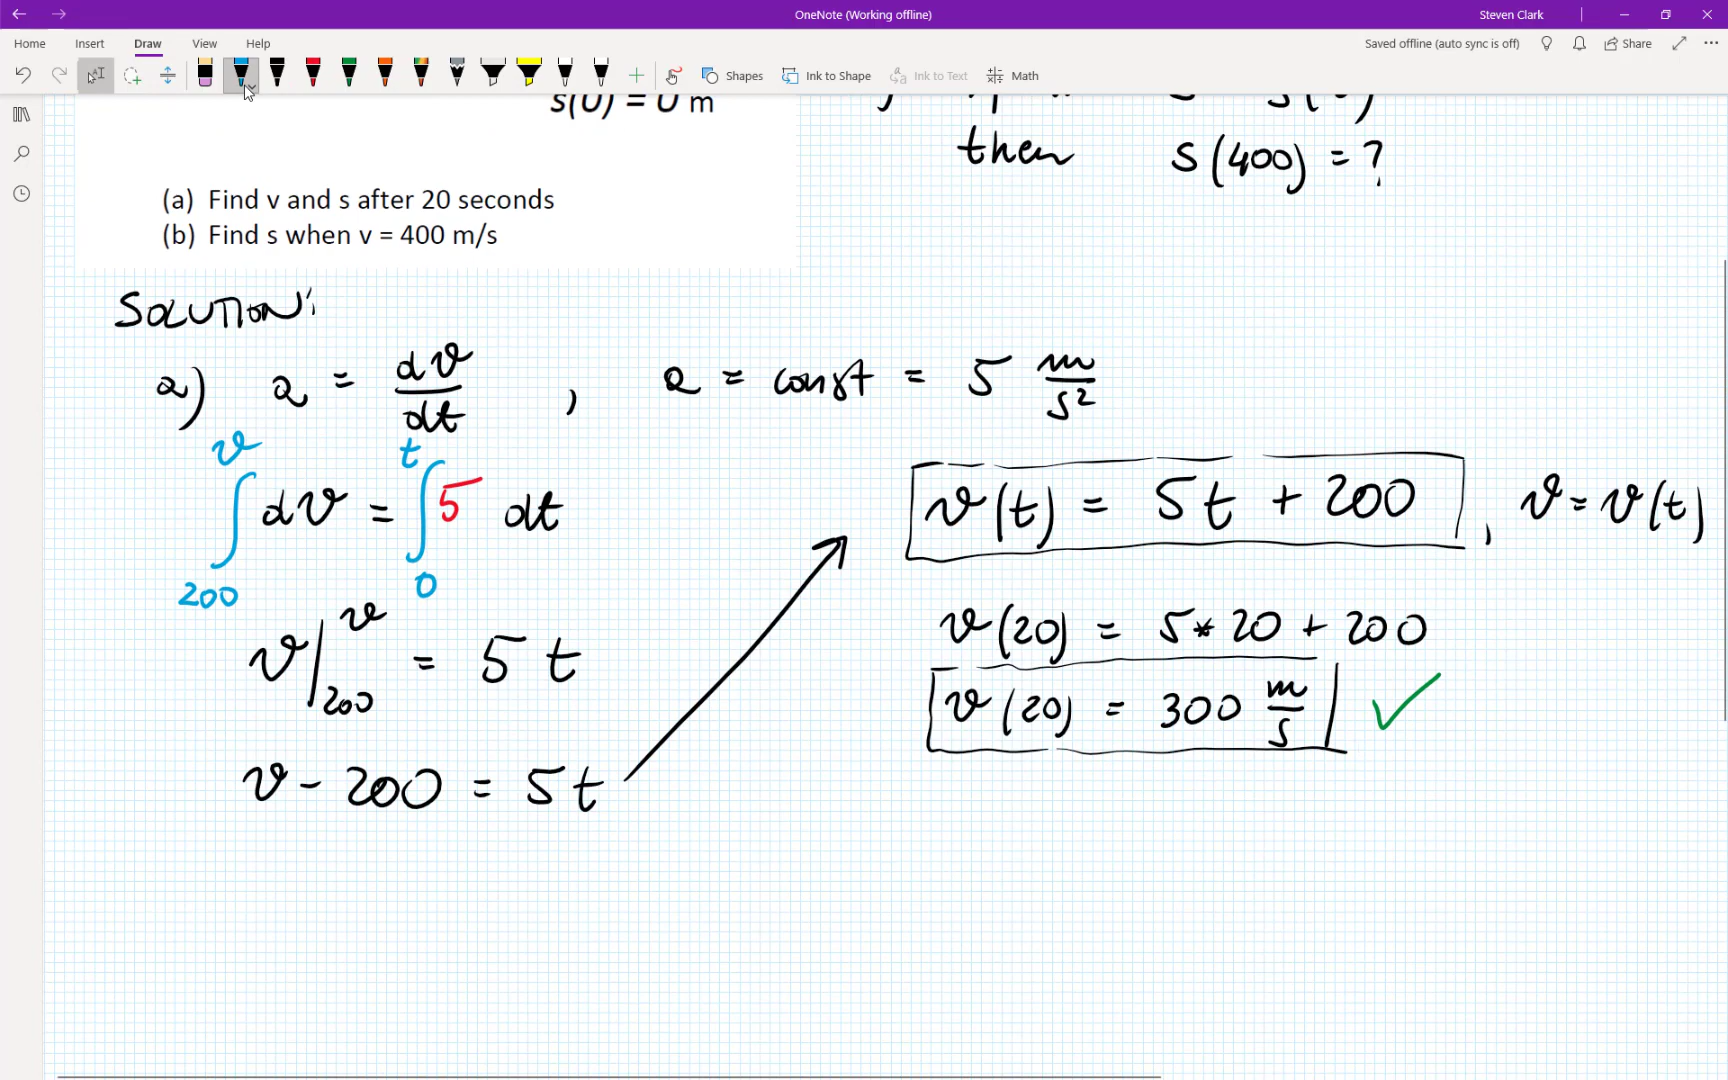 OneNote (Working offline)
Steven Clark
Home Insert Draw View Help
Saved offline (auto sync is off)
Share
Shapes
Ink to Shape
Ink to Text
Math
s(0) = 0 m
then s(400) = ?
(a) Find v and s after 20 seconds
(b) Find s when v = 400 m/s
SOLUTION:
a) a = dv/dt , a = const = 5 m/s²
∫₂₀₀ᵛ dv = ∫₀ᵗ 5 dt
v|₂₀₀ᵛ = 5t
v - 200 = 5t
v(t) = 5t + 200 , v = v(t)
v(20) = 5*20 + 200
v(20) = 300 m/s ✓